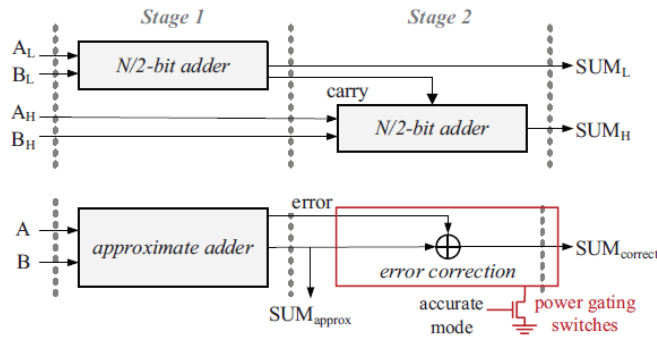 Stage 1 Stage 2
A_L
B_L
N/2-bit adder
SUM_L
carry
A_H
B_H
N/2-bit adder
SUM_H
error
A
B
approximate adder
error correction
SUM_correct
SUM_approx
accurate
mode
power gating
switches